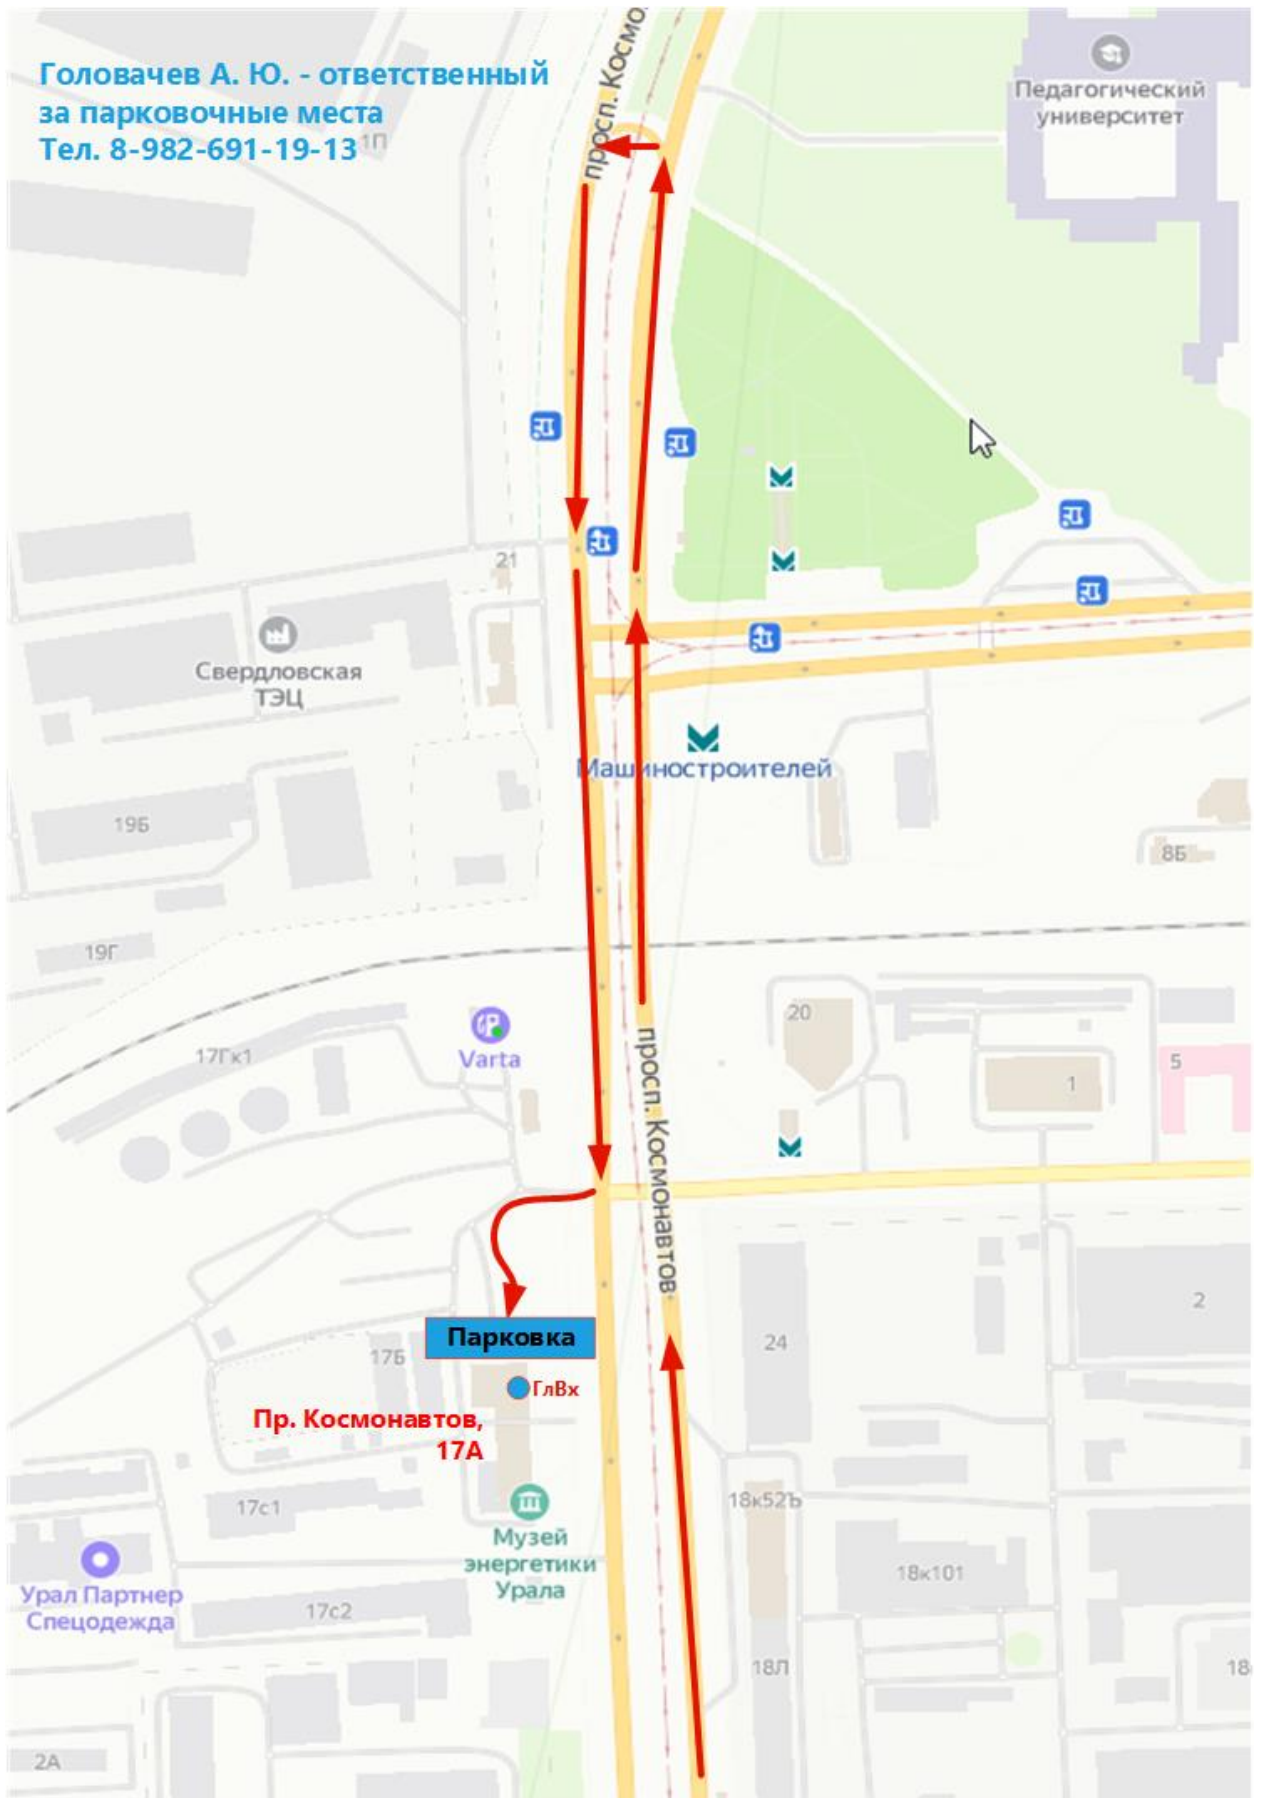 Головачев А. Ю. - ответственный
за парковочные места
Тел. 8-982-691-19-13
1П
просп. Космо
Педагогический
университет
21
Свердловская
ТЭЦ
Машиностроителей
19Б
8Б
19Г
20
17Гк1
Varta
1
5
просп. Космонавтов
2
24
Парковка
17Б
ГлВх
Пр. Космонавтов,
17А
17с1
18к52Ъ
Музей
энергетики
Урала
18к101
Урал Партнер
Спецодежда
17с2
18Л
18
2А